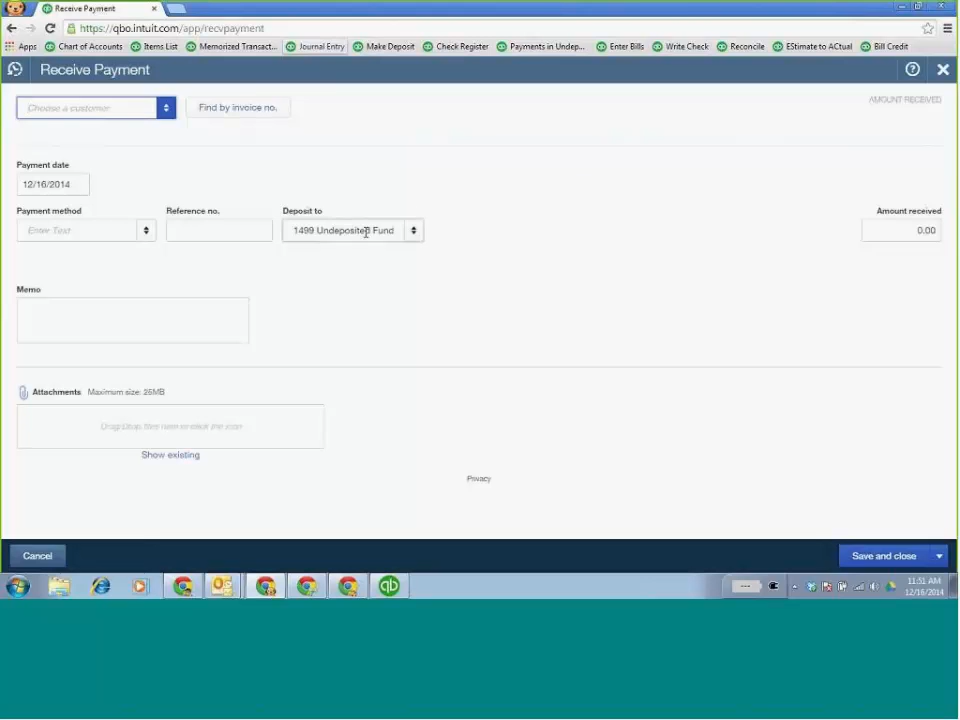 Receive Payment
https://qbo.intuit.com/app/recvpayment
Apps Chart of Accounts Items List Memorized Transact... Journal Entry Make Deposit Check Register Payments in Undep... Enter Bills Write Check Reconcile EStimate to ACtual Bill Credit
Receive Payment
Choose a customer Find by invoice no. AMOUNT RECEIVED
Payment date
12/16/2014
Payment method Reference no. Deposit to Amount received
Enter Text 1499 Undeposited Fund 0.00
Memo
Attachments Maximum size: 25MB
Drag/Drop files here or click the icon
Show existing
Privacy
Cancel Save and close
11:51 AM
12/16/2014